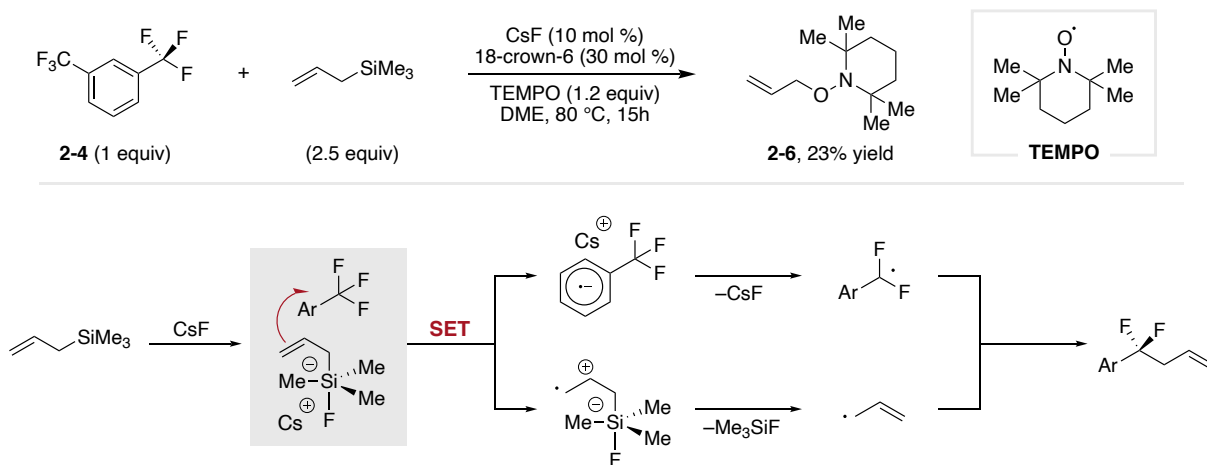 F₃C
F
F
F
2-4 (1 equiv)
+
SiMe₃
(2.5 equiv)
CsF (10 mol %)
18-crown-6 (30 mol %)
TEMPO (1.2 equiv)
DME, 80 °C, 15h
Me
Me
N
O
Me
Me
2-6, 23% yield
O•
Me
N
Me
Me
Me
TEMPO
SiMe₃
CsF
F
F
Ar
F
⊖
Me
Si
Me
Me
⊕
Cs
F
SET
⊕
Cs
F
F
F
•–
–CsF
F
•
Ar
F
•
⊕
⊖
Me
Si
Me
Me
F
–Me₃SiF
•
F
F
Ar